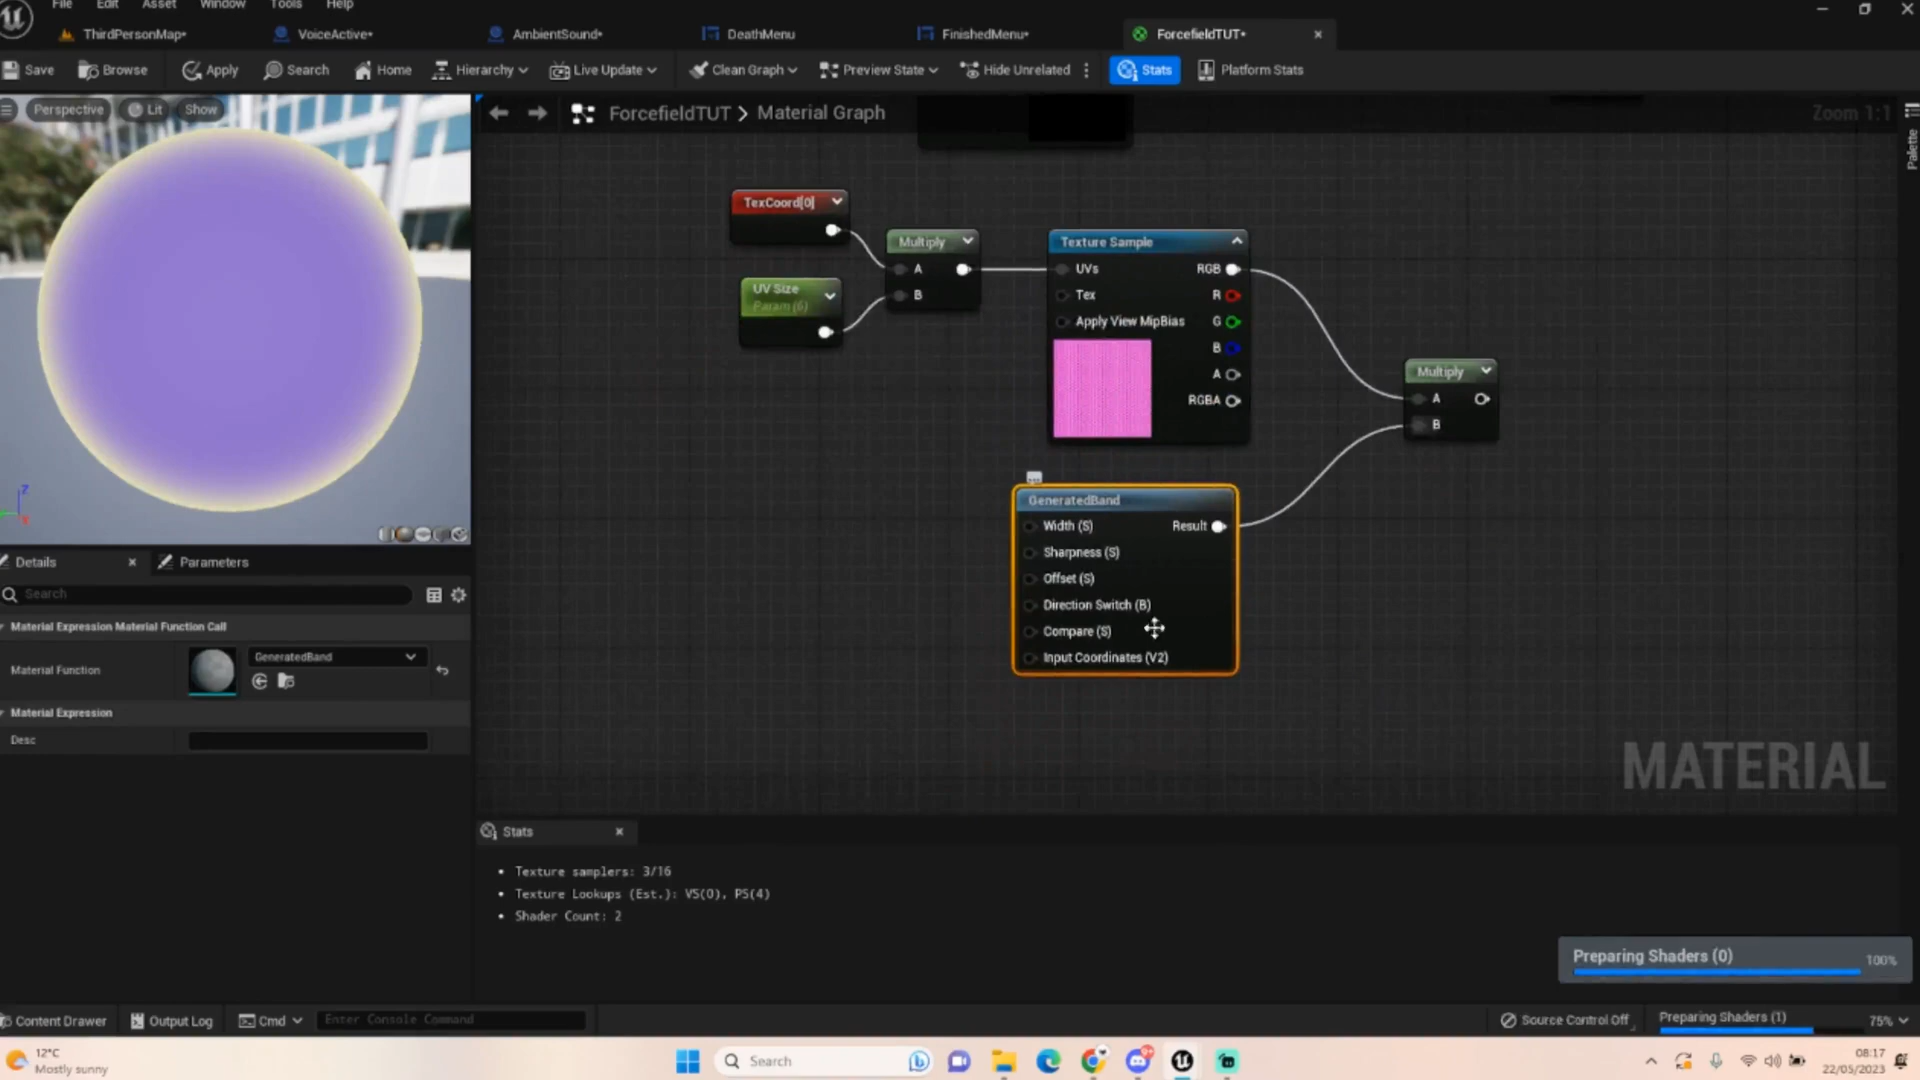 File Edit Asset Window Tools Help
ThirdPersonMap* VoiceActive* AmbientSound* DeathMenu FinishedMenu* ForcefieldTUT*
Save Browse Apply Search Home Hierarchy Live Update Clean Graph Preview State Hide Unrelated Stats Platform Stats
Perspective Lit Show
ForcefieldTUT > Material Graph
Zoom 1:1
Palette
TexCoord[0]
Multiply
A
B
UV Size
Param (6)
Texture Sample
UVs RGB
Tex R
Apply View MipBias G
B
A
RGBA
Multiply
A
B
GeneratedBand
Width (S) Result
Sharpness (S)
Offset (S)
Direction Switch (B)
Compare (S)
Input Coordinates (V2)
MATERIAL
Z
Details Parameters
Search
Material Expression Material Function Call
Material Function GeneratedBand
Material Expression
Desc
Stats
• Texture samplers: 3/16
• Texture Lookups (Est.): VS(0), PS(4)
• Shader Count: 2
Preparing Shaders (0) 100%
Content Drawer Output Log Cmd Enter Console Command Source Control Off Preparing Shaders (1) 75%
12°C
Mostly sunny
Search
08:17
22/05/2023